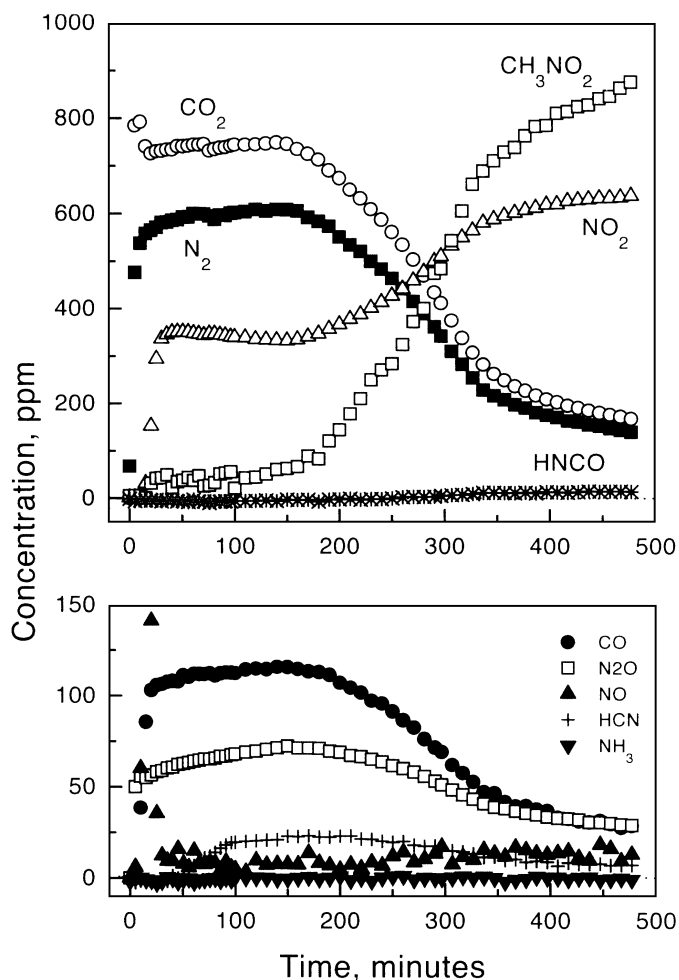 1000
CH3NO2
CO2
800
600
NO2
N2
400
200
HNCO
0
0 100 200 300 400 500
Concentration, ppm
150
CO
N2O
100
NO
HCN
NH3
50
0
0 100 200 300 400 500
Time, minutes